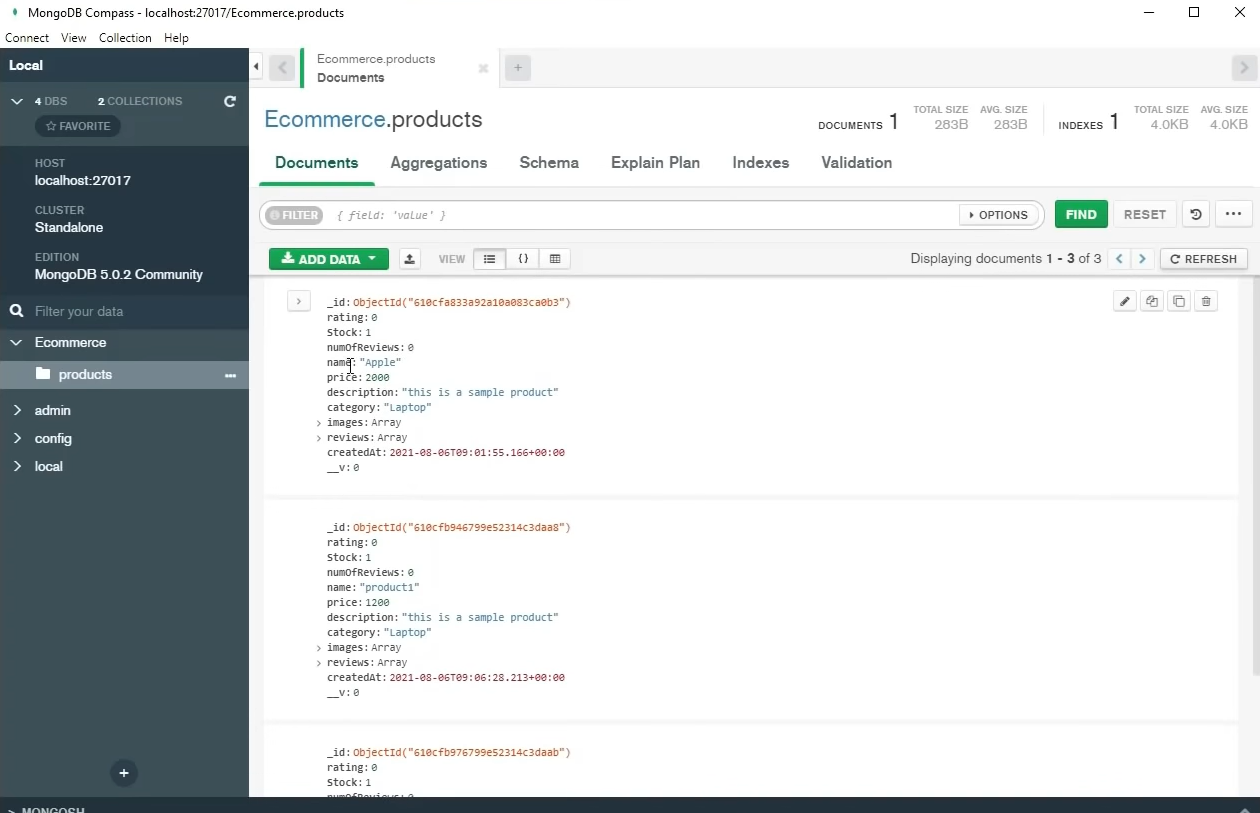 MongoDB Compass - localhost:27017/Ecommerce.products
Connect View Collection Help
Local
4 DBS 2 COLLECTIONS
FAVORITE
HOST
localhost:27017
CLUSTER
Standalone
EDITION
MongoDB 5.0.2 Community
Filter your data
Ecommerce
products
admin
config
local
Ecommerce.products
Documents
Ecommerce.products
DOCUMENTS 1
TOTAL SIZE AVG. SIZE
283B 283B
INDEXES 1
TOTAL SIZE AVG. SIZE
4.0KB 4.0KB
Documents Aggregations Schema Explain Plan Indexes Validation
FILTER { field: 'value' } OPTIONS FIND RESET
ADD DATA VIEW { } Displaying documents 1 - 3 of 3 REFRESH
_id: ObjectId("610cfa833a92a10a083ca0b3")
rating: 0
Stock: 1
numOfReviews: 0
name: "Apple"
price: 2000
description: "this is a sample product"
category: "Laptop"
images: Array
reviews: Array
createdAt: 2021-08-06T09:01:55.166+00:00
__v: 0
_id: ObjectId("610cfb946799e52314c3daa8")
rating: 0
Stock: 1
numOfReviews: 0
name: "product1"
price: 1200
description: "this is a sample product"
category: "Laptop"
images: Array
reviews: Array
createdAt: 2021-08-06T09:06:28.213+00:00
__v: 0
_id: ObjectId("610cfb976799e52314c3daab")
rating: 0
Stock: 1
numOfReviews: 0
>_MONGOSH